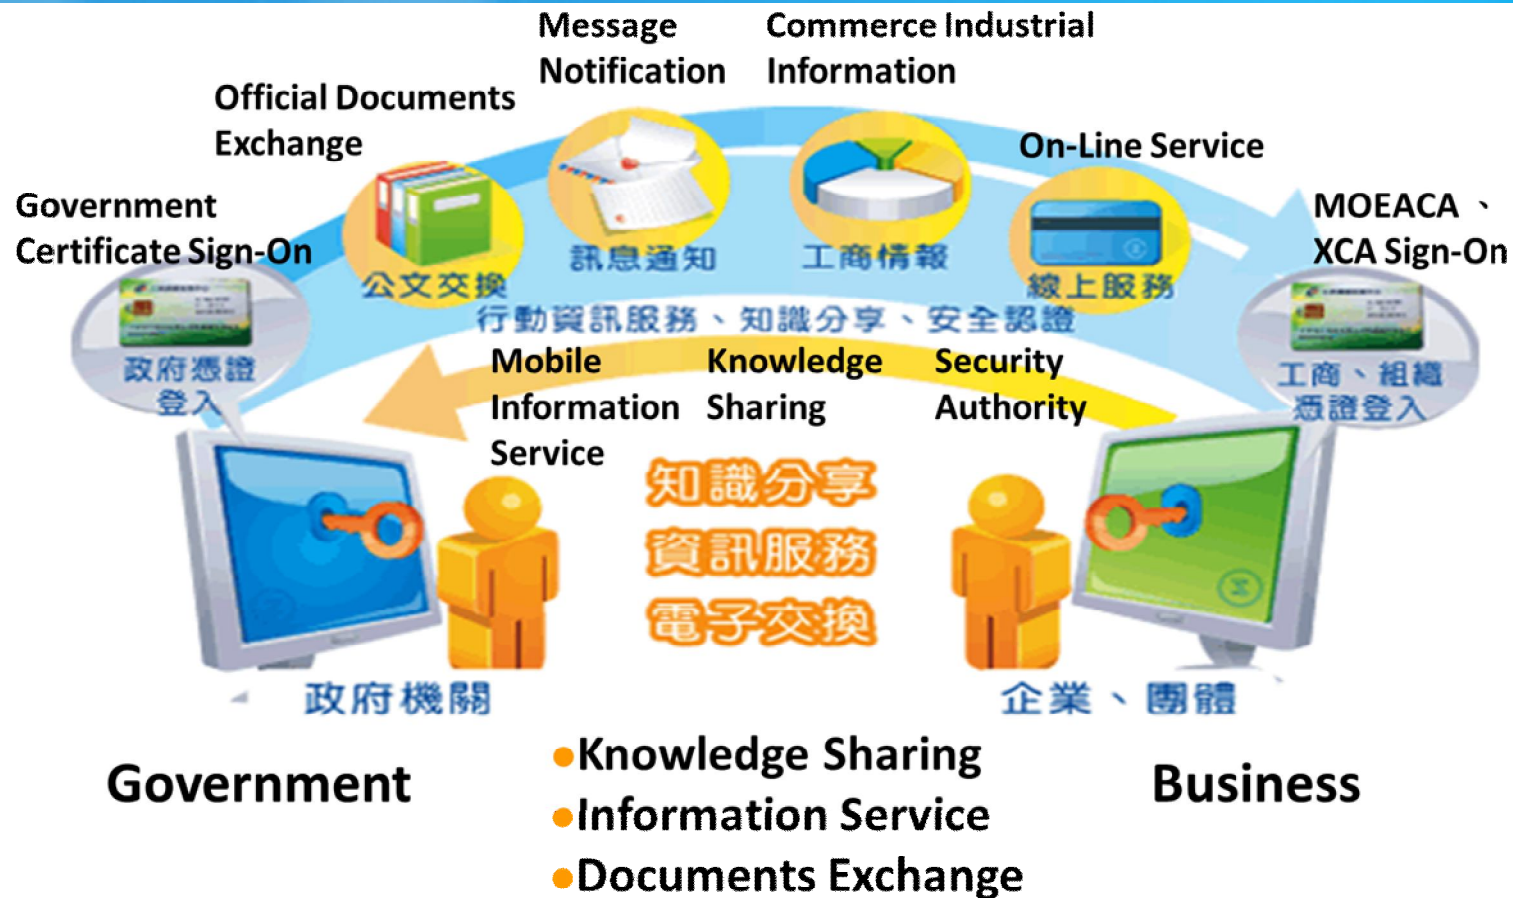 Message
Notification
Commerce Industrial
Information
Official Documents
Exchange
On-Line Service
Government
Certificate Sign-On
MOEACA 、
XCA Sign-On
公文交換
訊息通知
工商情報
線上服務
行動資訊服務、知識分享、安全認證
政府憑證
登入
工商、組織
憑證登入
Mobile
Information
Service
Knowledge
Sharing
Security
Authority
知識分享
資訊服務
電子交換
政府機關
企業、團體
Government
Business
●Knowledge Sharing
●Information Service
●Documents Exchange